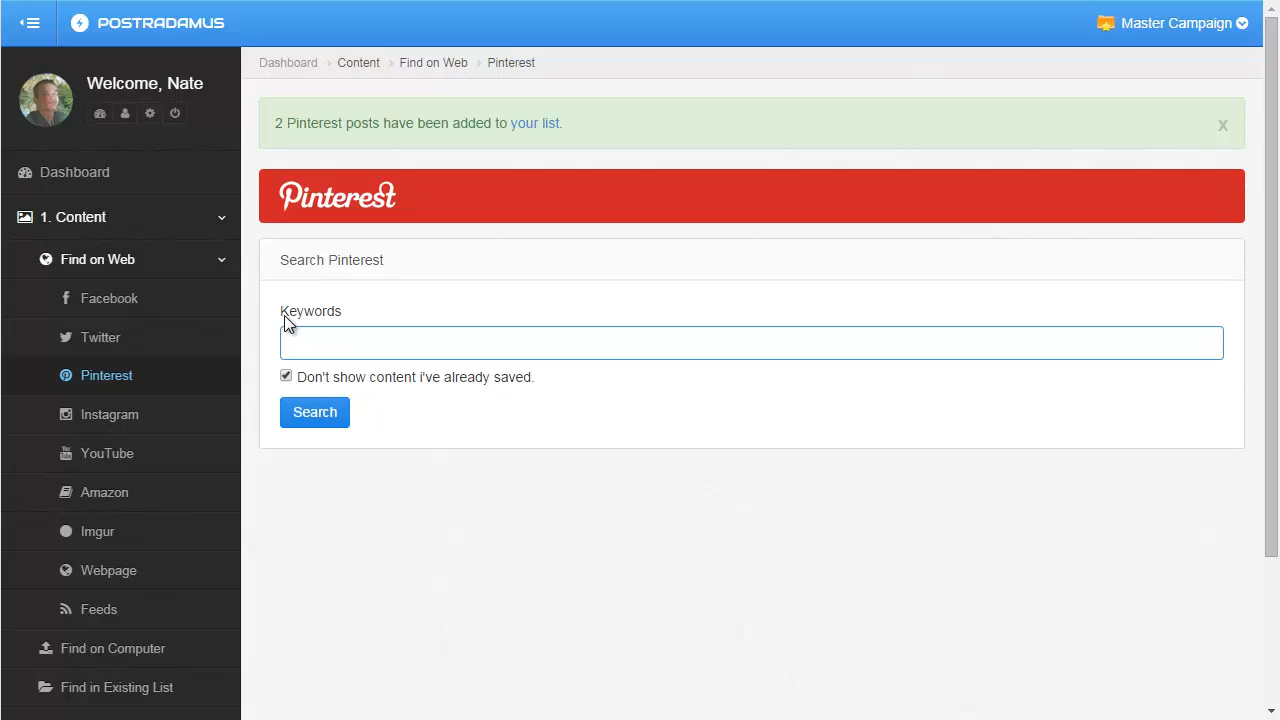 POSTRADAMUS
Master Campaign
Welcome, Nate
Dashboard
1. Content
Find on Web
Facebook
Twitter
Pinterest
Instagram
YouTube
Amazon
Imgur
Webpage
Feeds
Find on Computer
Find in Existing List
Dashboard > Content > Find on Web > Pinterest
2 Pinterest posts have been added to your list.
x
Pinterest
Search Pinterest
Keywords
Don't show content i've already saved.
Search